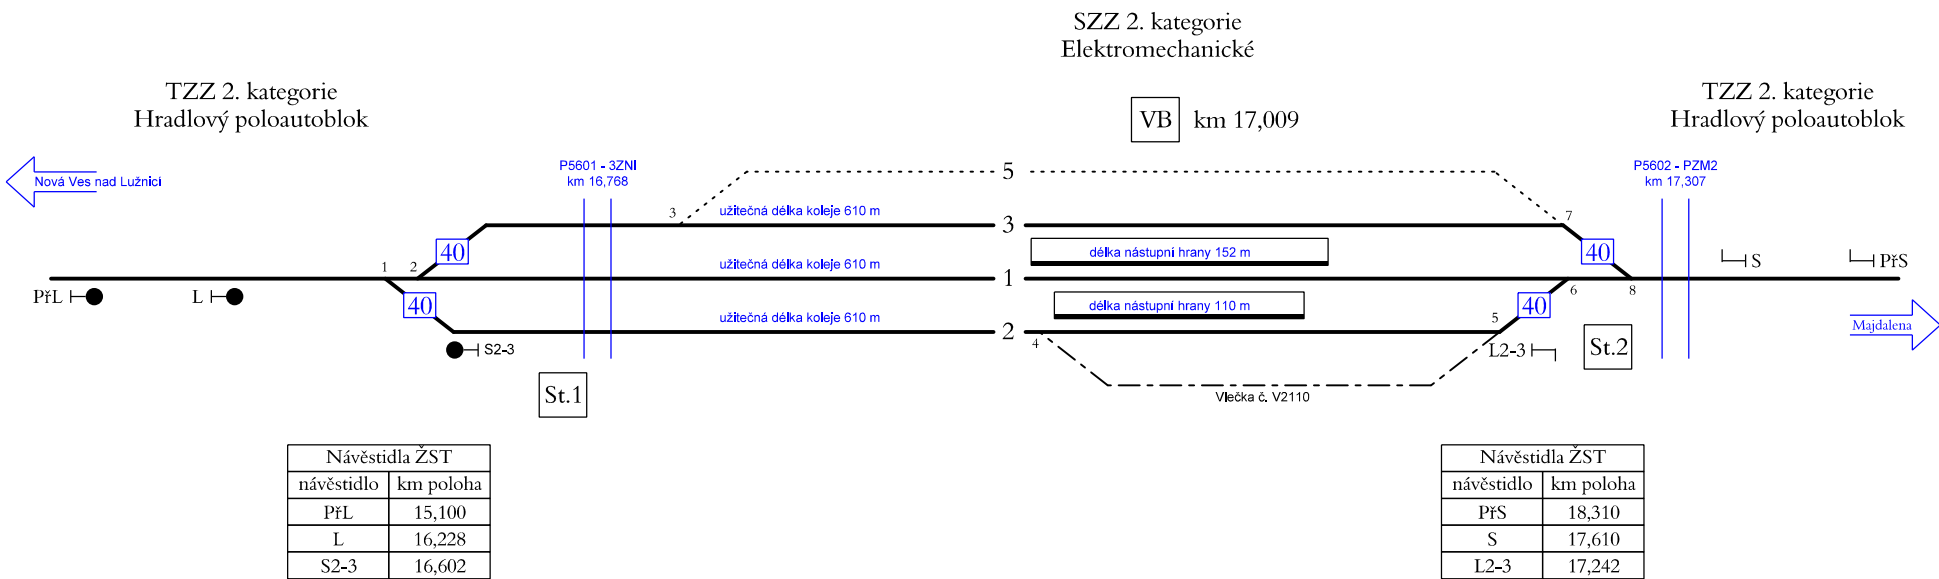 SZZ 2. kategorie
Elektromechanické
TZZ 2. kategorie
Hradlový poloautoblok
VB km 17,009
TZZ 2. kategorie
Hradlový poloautoblok
Nová Ves nad Lužnicí
P5601 - 3ZNI
km 16,768
5
P5602 - PZM2
km 17,307
3
užitečná délka koleje 610 m
3
7
40
délka nástupní hrany 152 m
40
S
PřS
1
2
užitečná délka koleje 610 m
1
6
8
PřL
L
40
užitečná délka koleje 610 m
délka nástupní hrany 110 m
40
Majdalena
2
4
5
S2-3
L2-3
St.2
St.1
Vlečka č. V2110
Návěstidla ŽST
návěstidlo km poloha
PřL 15,100
L 16,228
S2-3 16,602
Návěstidla ŽST
návěstidlo km poloha
PřS 18,310
S 17,610
L2-3 17,242